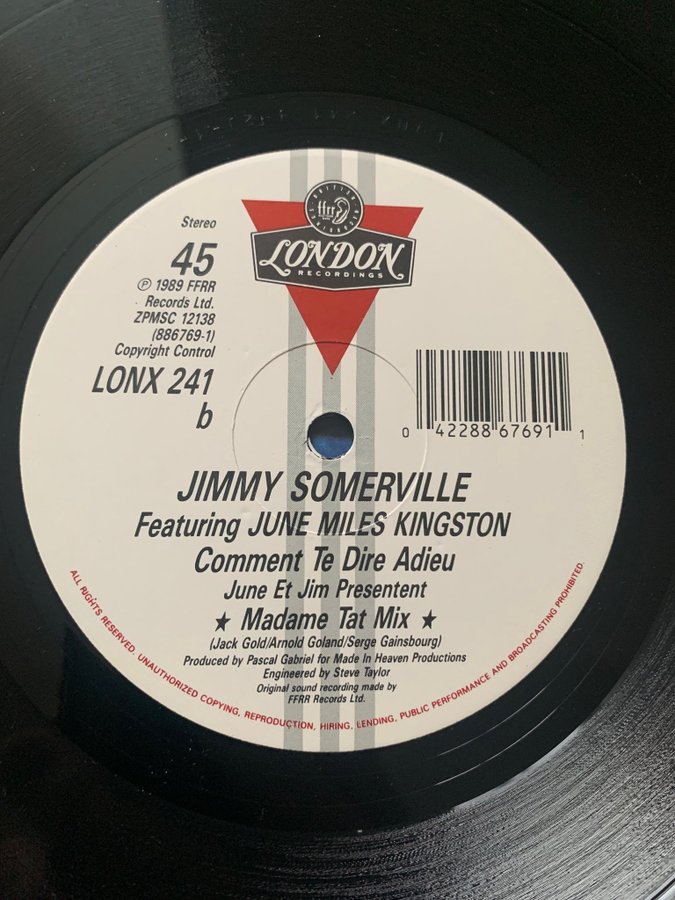 ffrr
LONDON
RECORDINGS
Stereo
45
℗ 1989 FFRR
Records Ltd.
ZPMSC 12138
(886769-1)
Copyright Control
LONX 241
b
0 42288 67691 1
JIMMY SOMERVILLE
Featuring JUNE MILES KINGSTON
Comment Te Dire Adieu
June Et Jim Presentent
★ Madame Tat Mix ★
(Jack Gold/Arnold Goland/Serge Gainsbourg)
Produced by Pascal Gabriel for Made In Heaven Productions
Engineered by Steve Taylor
Original sound recording made by
FFRR Records Ltd.
ALL RIGHTS RESERVED. UNAUTHORIZED COPYING, REPRODUCTION, HIRING, LENDING, PUBLIC PERFORMANCE AND BROADCASTING PROHIBITED.